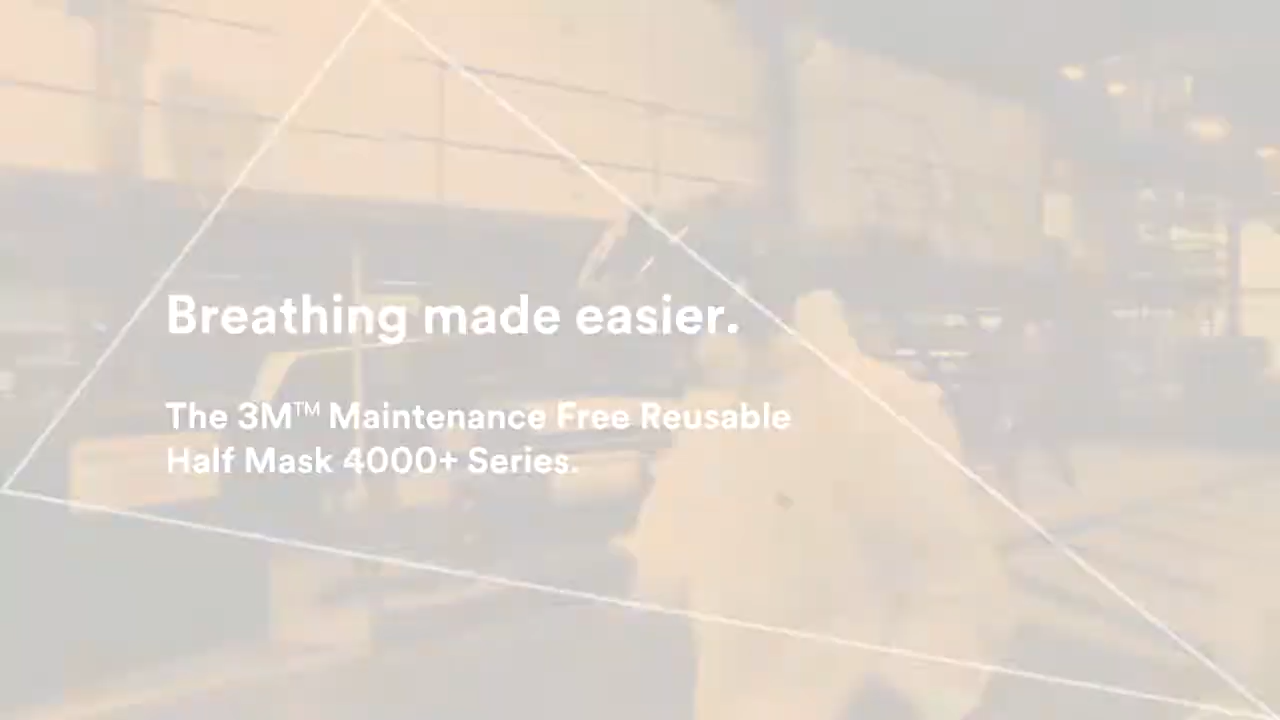 Breathing made easier.
The 3M™ Maintenance Free Reusable
Half Mask 4000+ Series.